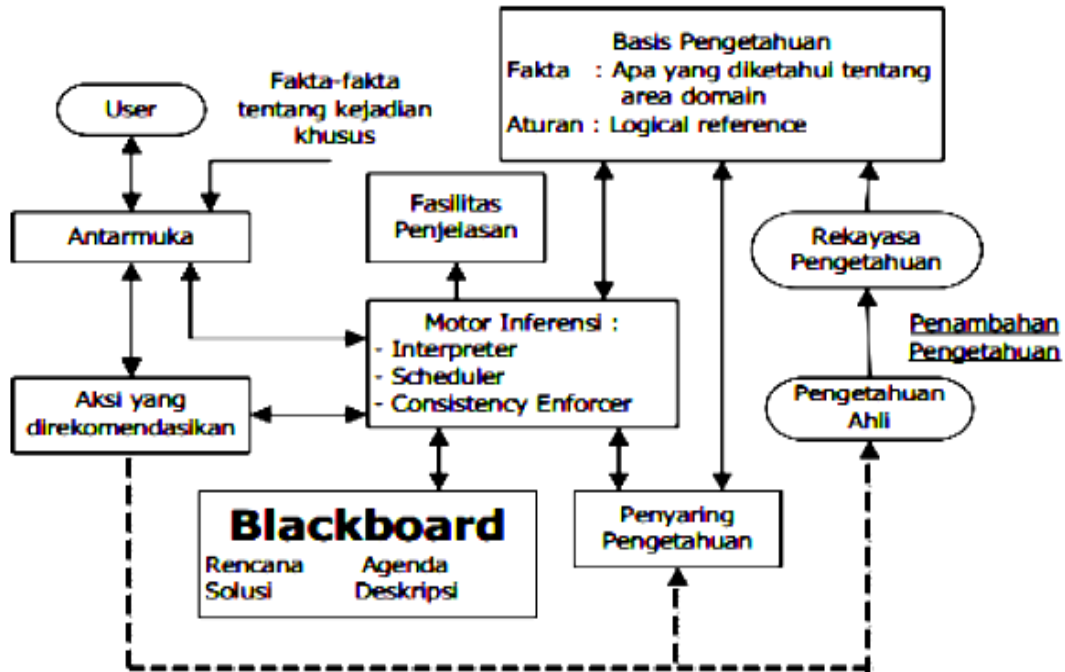 User
Fakta-fakta
tentang kejadian
khusus
Basis Pengetahuan
Fakta : Apa yang diketahui tentang
area domain
Aturan : Logical reference
Antarmuka
Fasilitas
Penjelasan
Rekayasa
Pengetahuan
Motor Inferensi :
- Interpreter
- Scheduler
- Consistency Enforcer
Penambahan
Pengetahuan
Aksi yang
direkomendasikan
Pengetahuan
Ahli
Blackboard
Rencana Agenda
Solusi Deskripsi
Penyaring
Pengetahuan